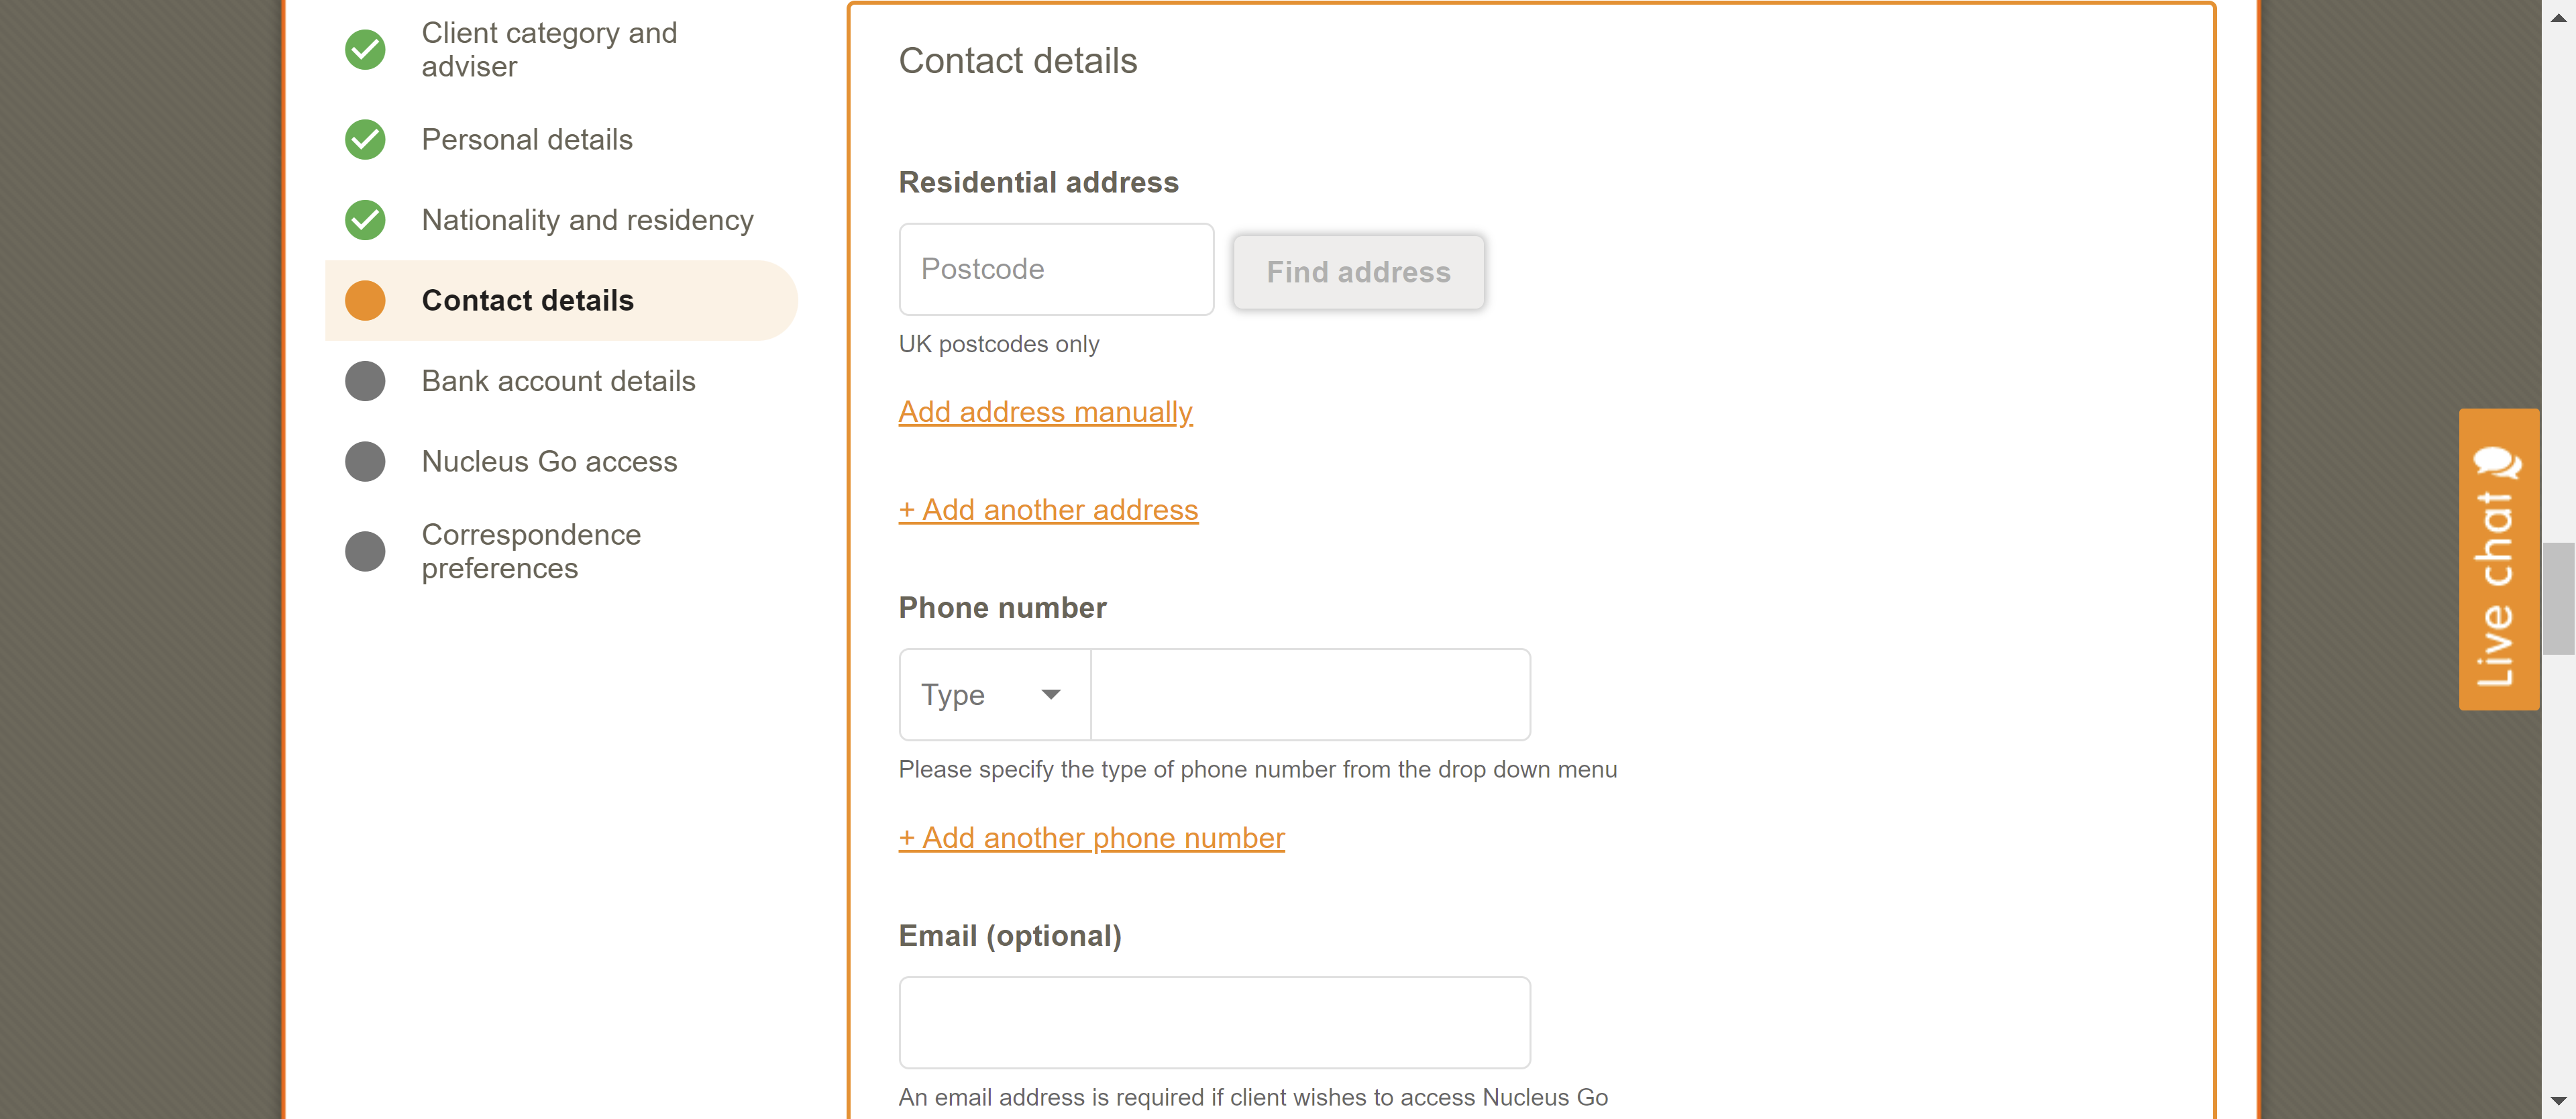 Client category and
adviser
Personal details
Nationality and residency
Contact details
Bank account details
Nucleus Go access
Correspondence
preferences
Contact details
Residential address
Postcode
Find address
UK postcodes only
Add address manually
+ Add another address
Phone number
Type
Please specify the type of phone number from the drop down menu
+ Add another phone number
Email (optional)
An email address is required if client wishes to access Nucleus Go
Live chat